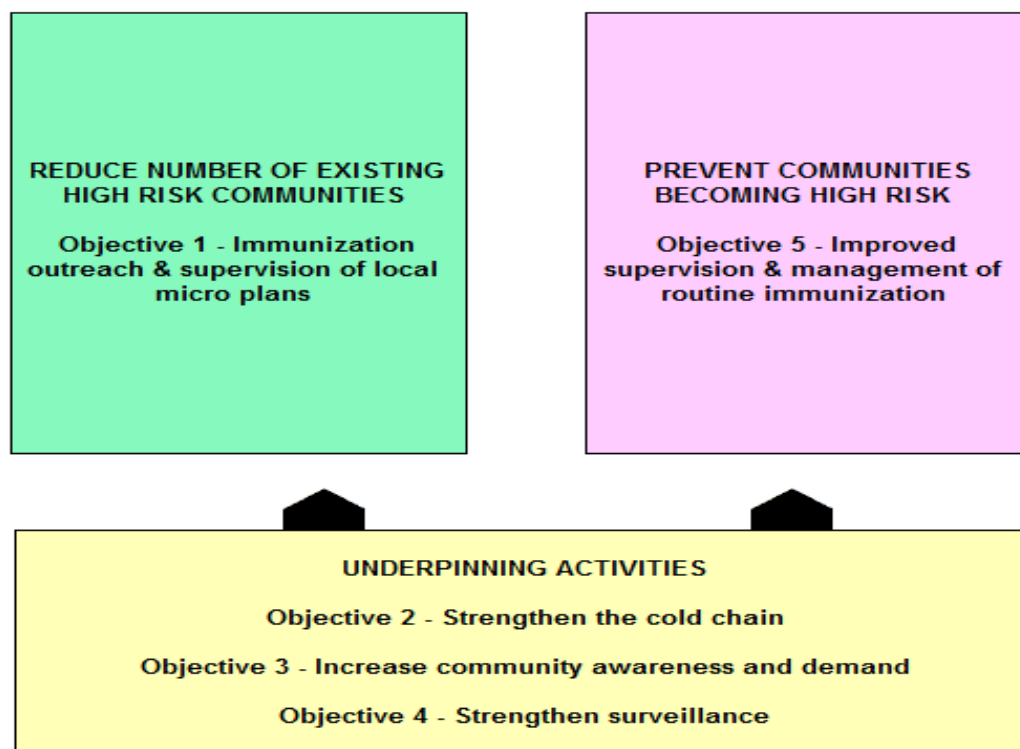 REDUCE NUMBER OF EXISTING
HIGH RISK COMMUNITIES
Objective 1 - Immunization
outreach & supervision of local
micro plans
PREVENT COMMUNITIES
BECOMING HIGH RISK
Objective 5 - Improved
supervision & management of
routine immunization
UNDERPINNING ACTIVITIES
Objective 2 - Strengthen the cold chain
Objective 3 - Increase community awareness and demand
Objective 4 - Strengthen surveillance